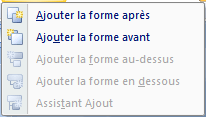 Ajouter la forme après
Ajouter la forme avant
Ajouter la forme au-dessus
Ajouter la forme en dessous
Assistant Ajout